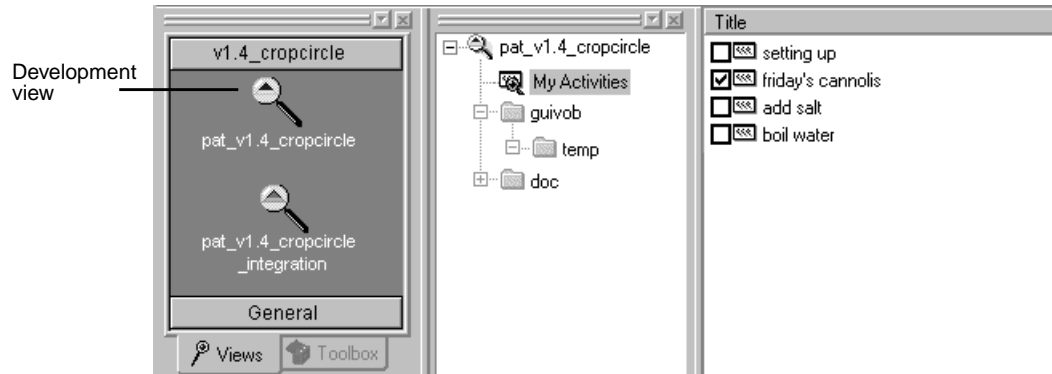 Development
view
v1.4_cropcircle
pat_v1.4_cropcircle
pat_v1.4_cropcircle
_integration
General
Views
Toolbox
pat_v1.4_cropcircle
My Activities
guivob
temp
doc
Title
setting up
friday's cannolis
add salt
boil water